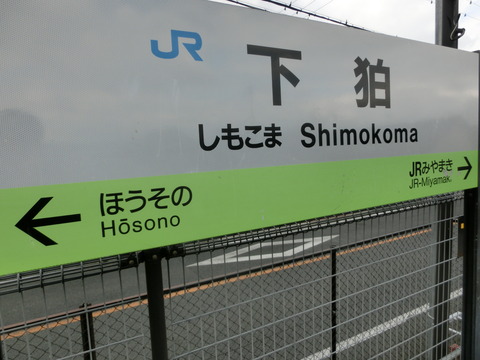 JR 下狛
しもこま Shimokoma
ほうその
Hōsono
JRみやまき
JR-Miyamaki